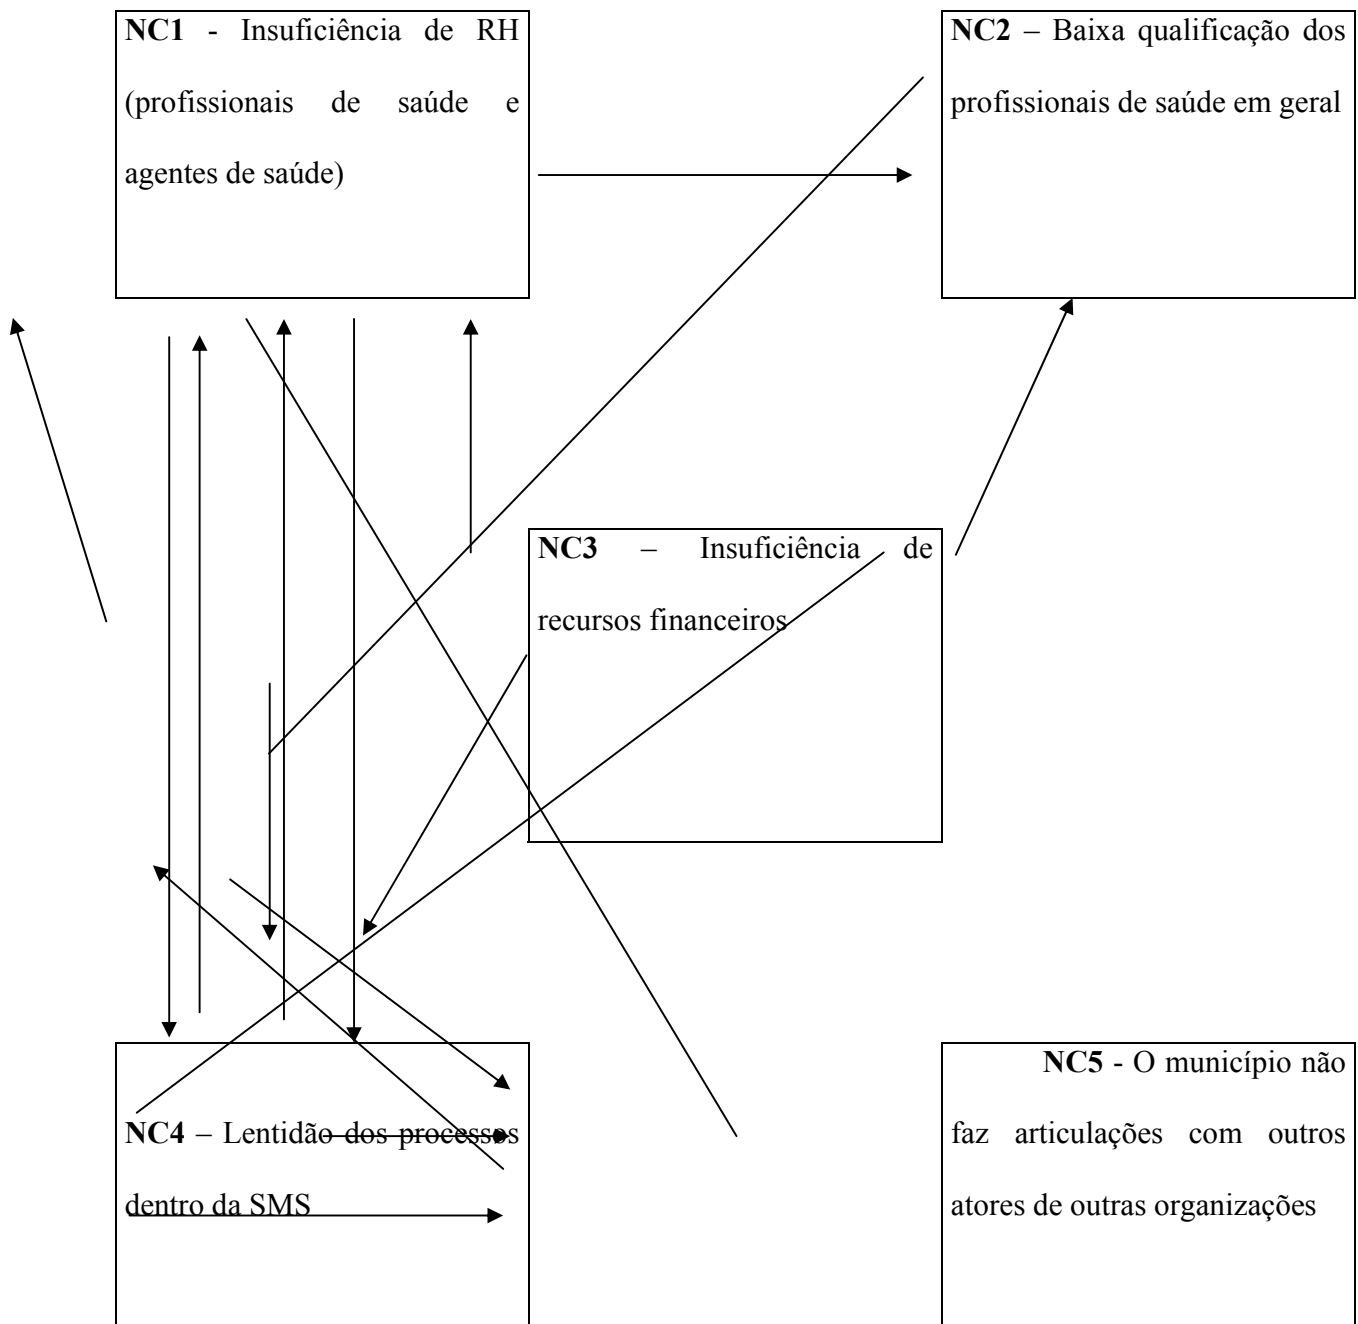 NC1 - Insuficiência de RH
(profissionais de saúde e
agentes de saúde)
NC2 – Baixa qualificação dos
profissionais de saúde em geral
NC3 – Insuficiência de
recursos financeiros
NC4 – Lentidão dos processos
dentro da SMS
NC5 - O município não
faz articulações com outros
atores de outras organizações